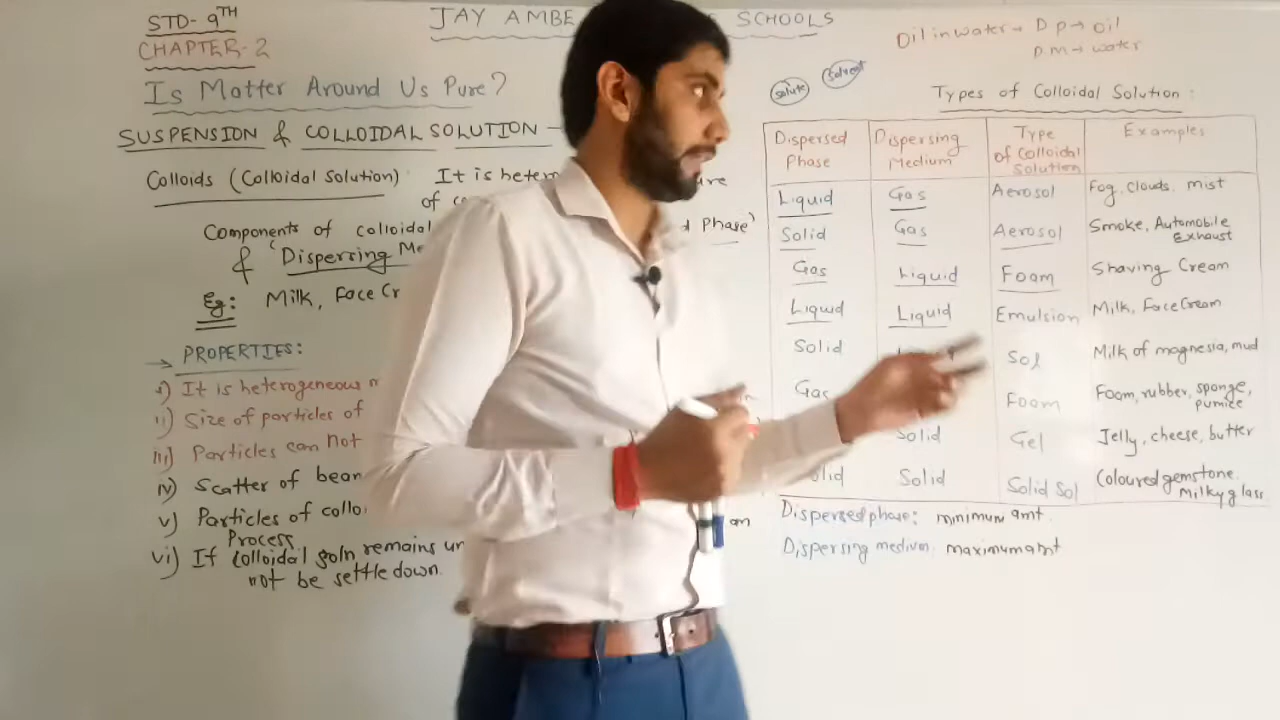 STD-9TH
CHAPTER-2
JAY AMBE
SCHOOLS
Is Matter Around Us Pure?
SUSPENSION & COLLOIDAL SOLUTION -
Colloids (Colloidal Solution)
It is heter
of c
Components of colloidal
Phase'
& 'Dispersing Me
Eg: Milk, Face Cr
→ PROPERTIES:
i) It is heterogeneous
ii) Size of particles of
iii) Particles can not
iv) Scatter of bea
v) Particles of collo
Process
vi) If colloidal soln remains un
not be settle down.
Oil in water → D p → oil
D.M → water
solute
solvent
Types of Colloidal Solution:
Dispersed Phase | Dispersing Medium | Type of Colloidal Solution | Examples
Liquid | Gas | Aerosol | Fog, clouds, mist
Solid | Gas | Aerosol | Smoke, Automobile Exhaust
Gas | Liquid | Foam | Shaving Cream
Liquid | Liquid | Emulsion | Milk, Face Cream
Solid | Sol | Milk of magnesia, mud
Gas | Foam | Foam, rubber, sponge, pumice
Solid | Gel | Jelly, cheese, butter
Solid | Solid Sol | Coloured gemstone. Milky glass
Dispersed phase: minimum amt.
Dispersing medium: maximum amt